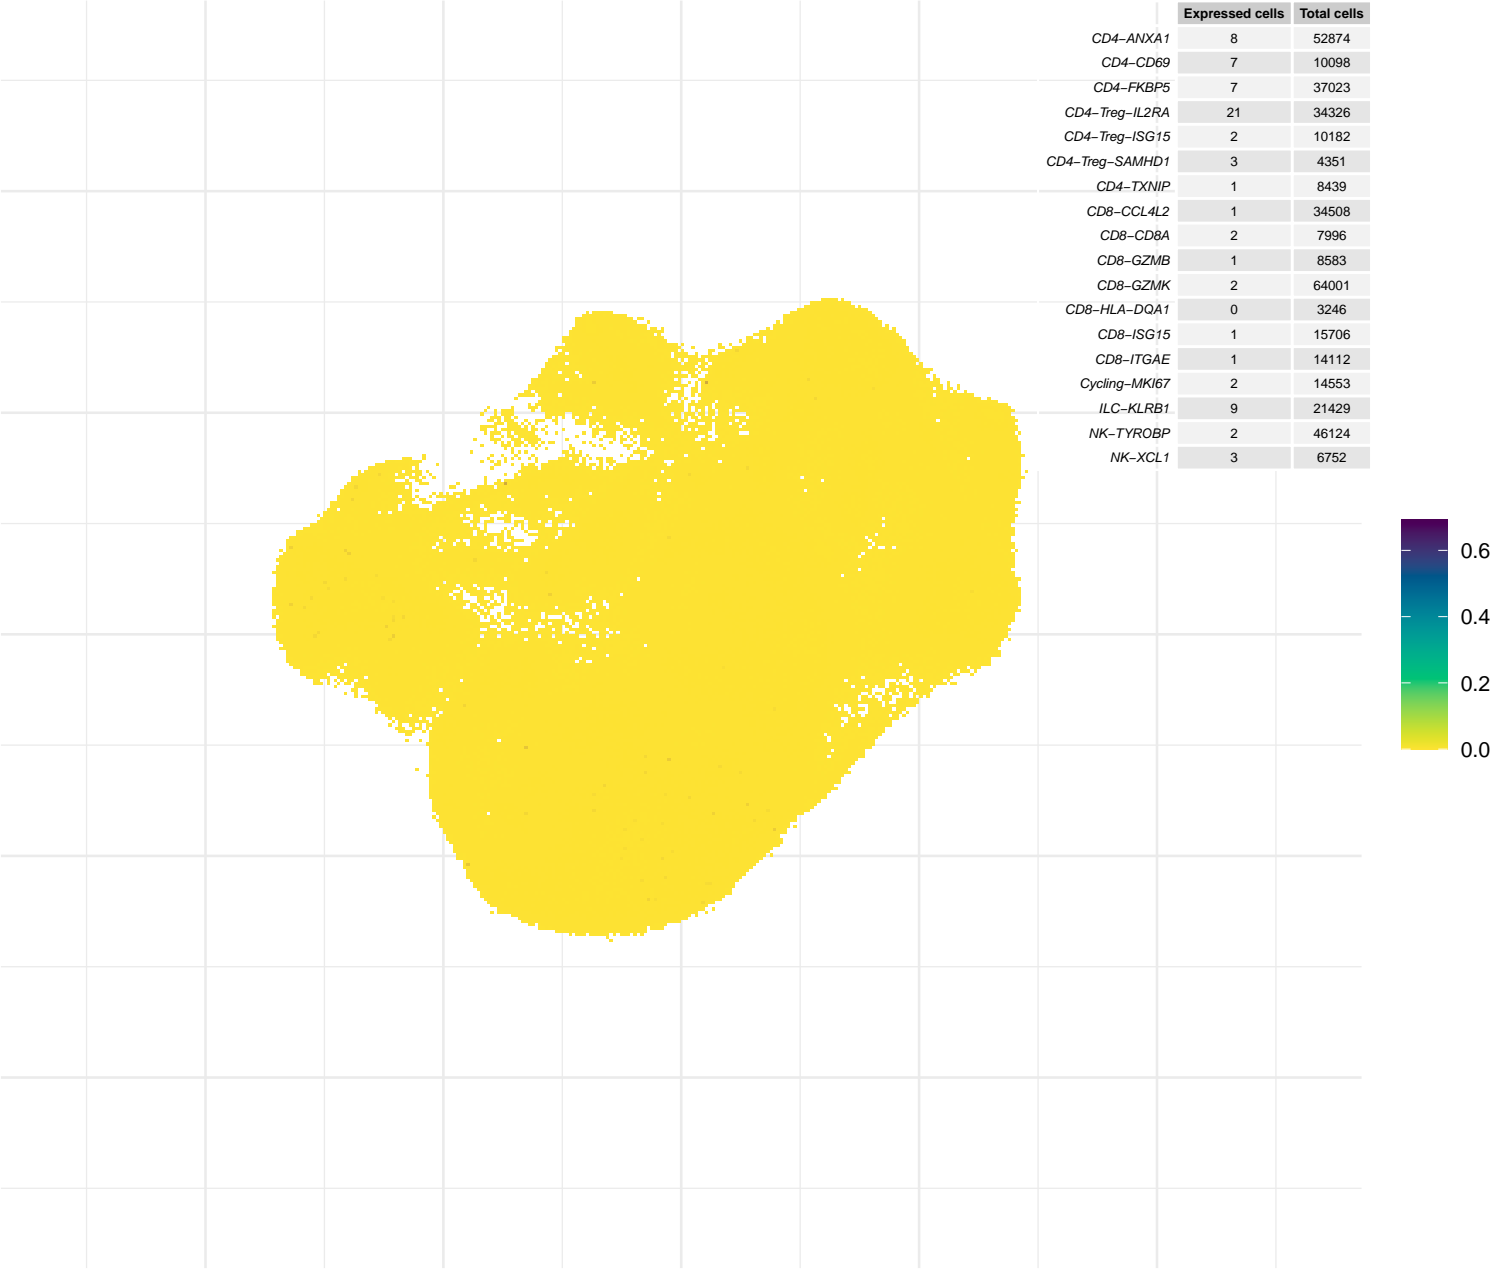 Expressed cells Total cells
CD4−ANXA1 8 52874
CD4−CD69 7 10098
CD4−FKBP5 7 37023
CD4−Treg−IL2RA 21 34326
CD4−Treg−ISG15 2 10182
CD4−Treg−SAMHD1 3 4351
CD4−TXNIP 1 8439
CD8−CCL4L2 1 34508
CD8−CD8A 2 7996
CD8−GZMB 1 8583
CD8−GZMK 2 64001
CD8−HLA−DQA1 0 3246
CD8−ISG15 1 15706
CD8−ITGAE 1 14112
Cycling−MKI67 2 14553
ILC−KLRB1 9 21429
NK−TYROBP 2 46124
NK−XCL1 3 6752
0.6
0.4
0.2
0.0